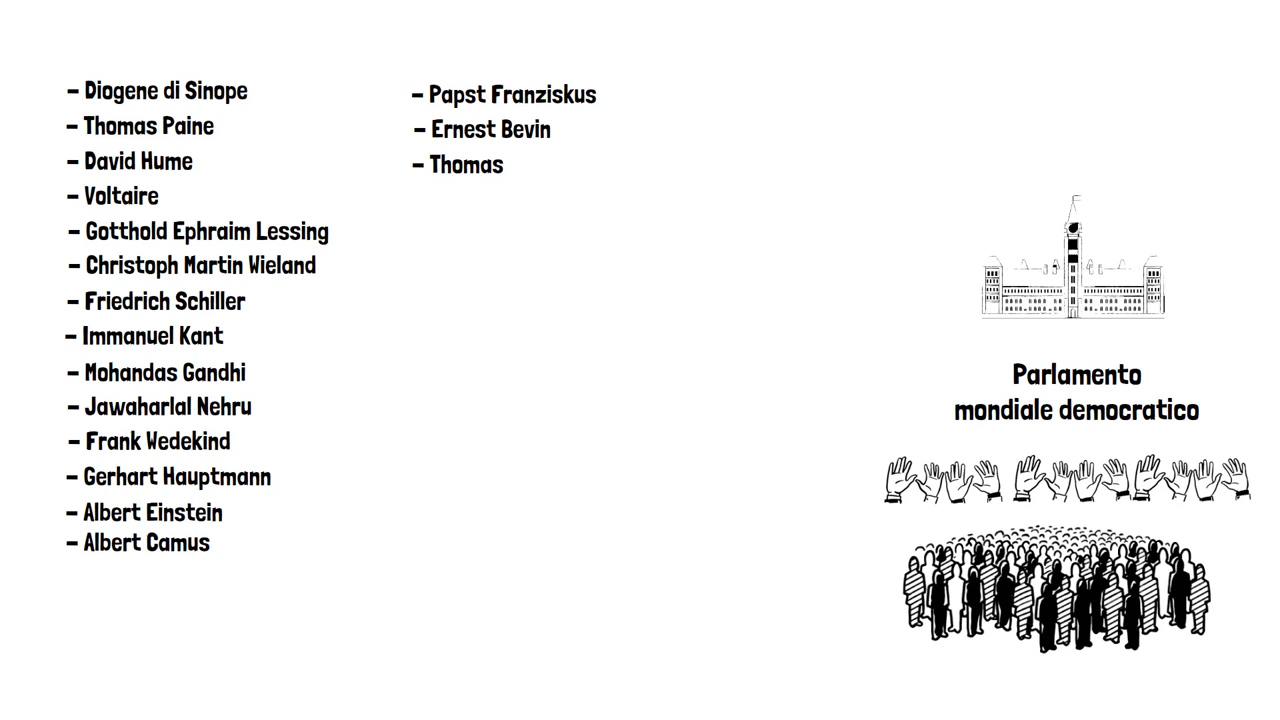 – Diogene di Sinope
– Thomas Paine
– David Hume
– Voltaire
– Gotthold Ephraim Lessing
– Christoph Martin Wieland
– Friedrich Schiller
– Immanuel Kant
– Mohandas Gandhi
– Jawaharlal Nehru
– Frank Wedekind
– Gerhart Hauptmann
– Albert Einstein
– Albert Camus
– Papst Franziskus
– Ernest Bevin
– Thomas
Parlamento
mondiale democratico